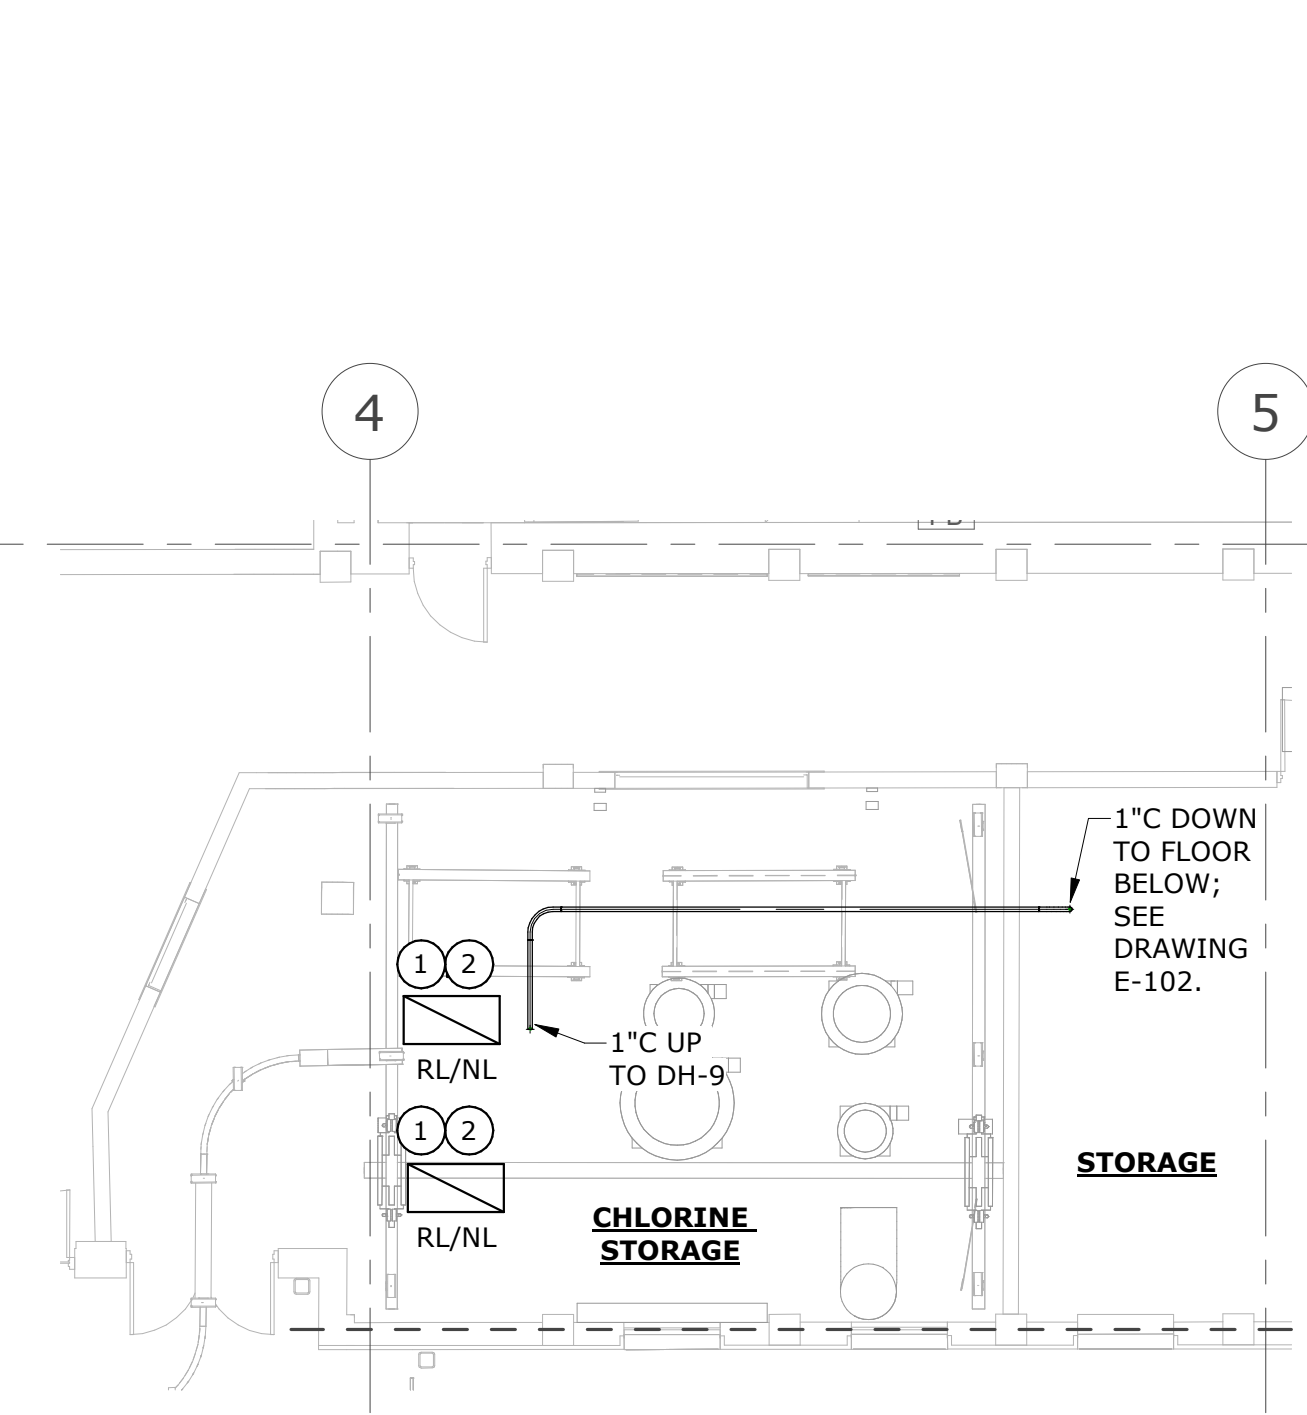 4
5
1"C DOWN
TO FLOOR
BELOW;
SEE
DRAWING
E-102.
1 2
RL/NL
1"C UP
TO DH-9
1 2
RL/NL
STORAGE
CHLORINE
STORAGE